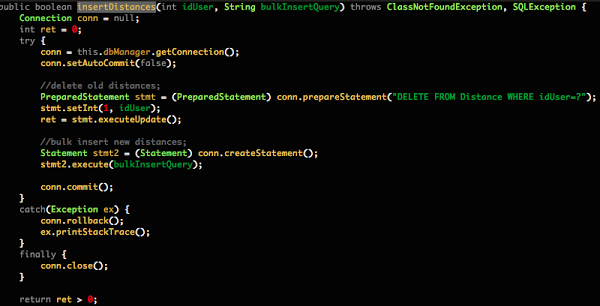 public boolean insertDistances(int idUser, String bulkInsertQuery) throws ClassNotFoundException, SQLException {
Connection conn = null;
int ret = 0;
try {
conn = this.dbManager.getConnection();
conn.setAutoCommit(false);
//delete old distances;
PreparedStatement stmt = (PreparedStatement) conn.prepareStatement("DELETE FROM Distance WHERE idUser=?");
stmt.setInt(1, idUser);
ret = stmt.executeUpdate();
//bulk insert new distances;
Statement stmt2 = (Statement) conn.createStatement();
stmt2.execute(bulkInsertQuery);
conn.commit();
}
catch(Exception ex) {
conn.rollback();
ex.printStackTrace();
}
finally {
conn.close();
}
return ret > 0;